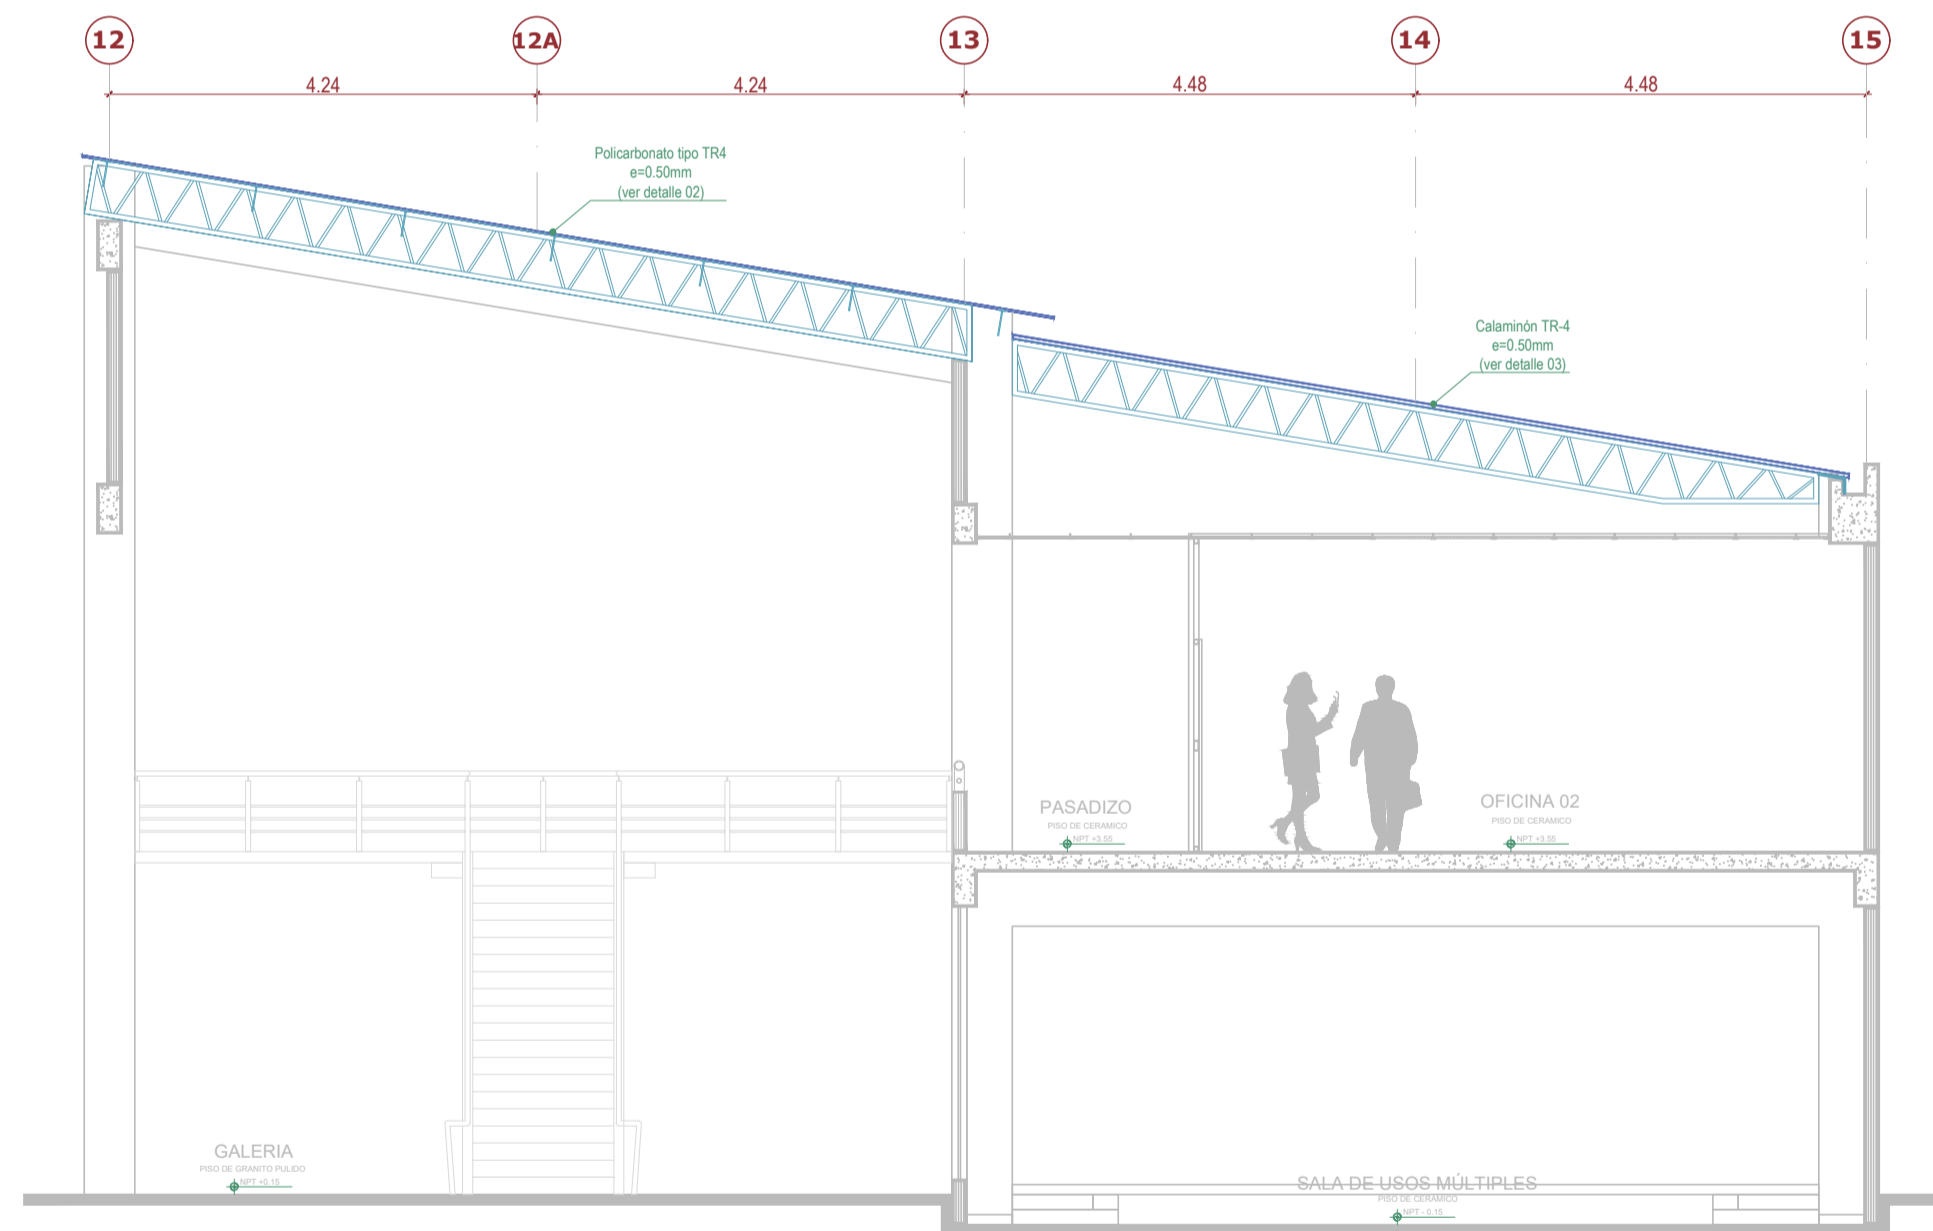 12
12A
13
14
15
4.24
4.24
4.48
4.48
Policarbonato tipo TR4
e=0.50mm
(ver detalle 02)
Calaminón TR-4
e=0.50mm
(ver detalle 03)
PASADIZO
PISO DE CERAMICO
NPT +3.55
OFICINA 02
PISO DE CERAMICO
NPT +3.55
GALERIA
PISO DE GRANITO PULIDO
NPT +0.15
SALA DE USOS MÚLTIPLES
PISO DE CERAMICO
NPT - 0.15